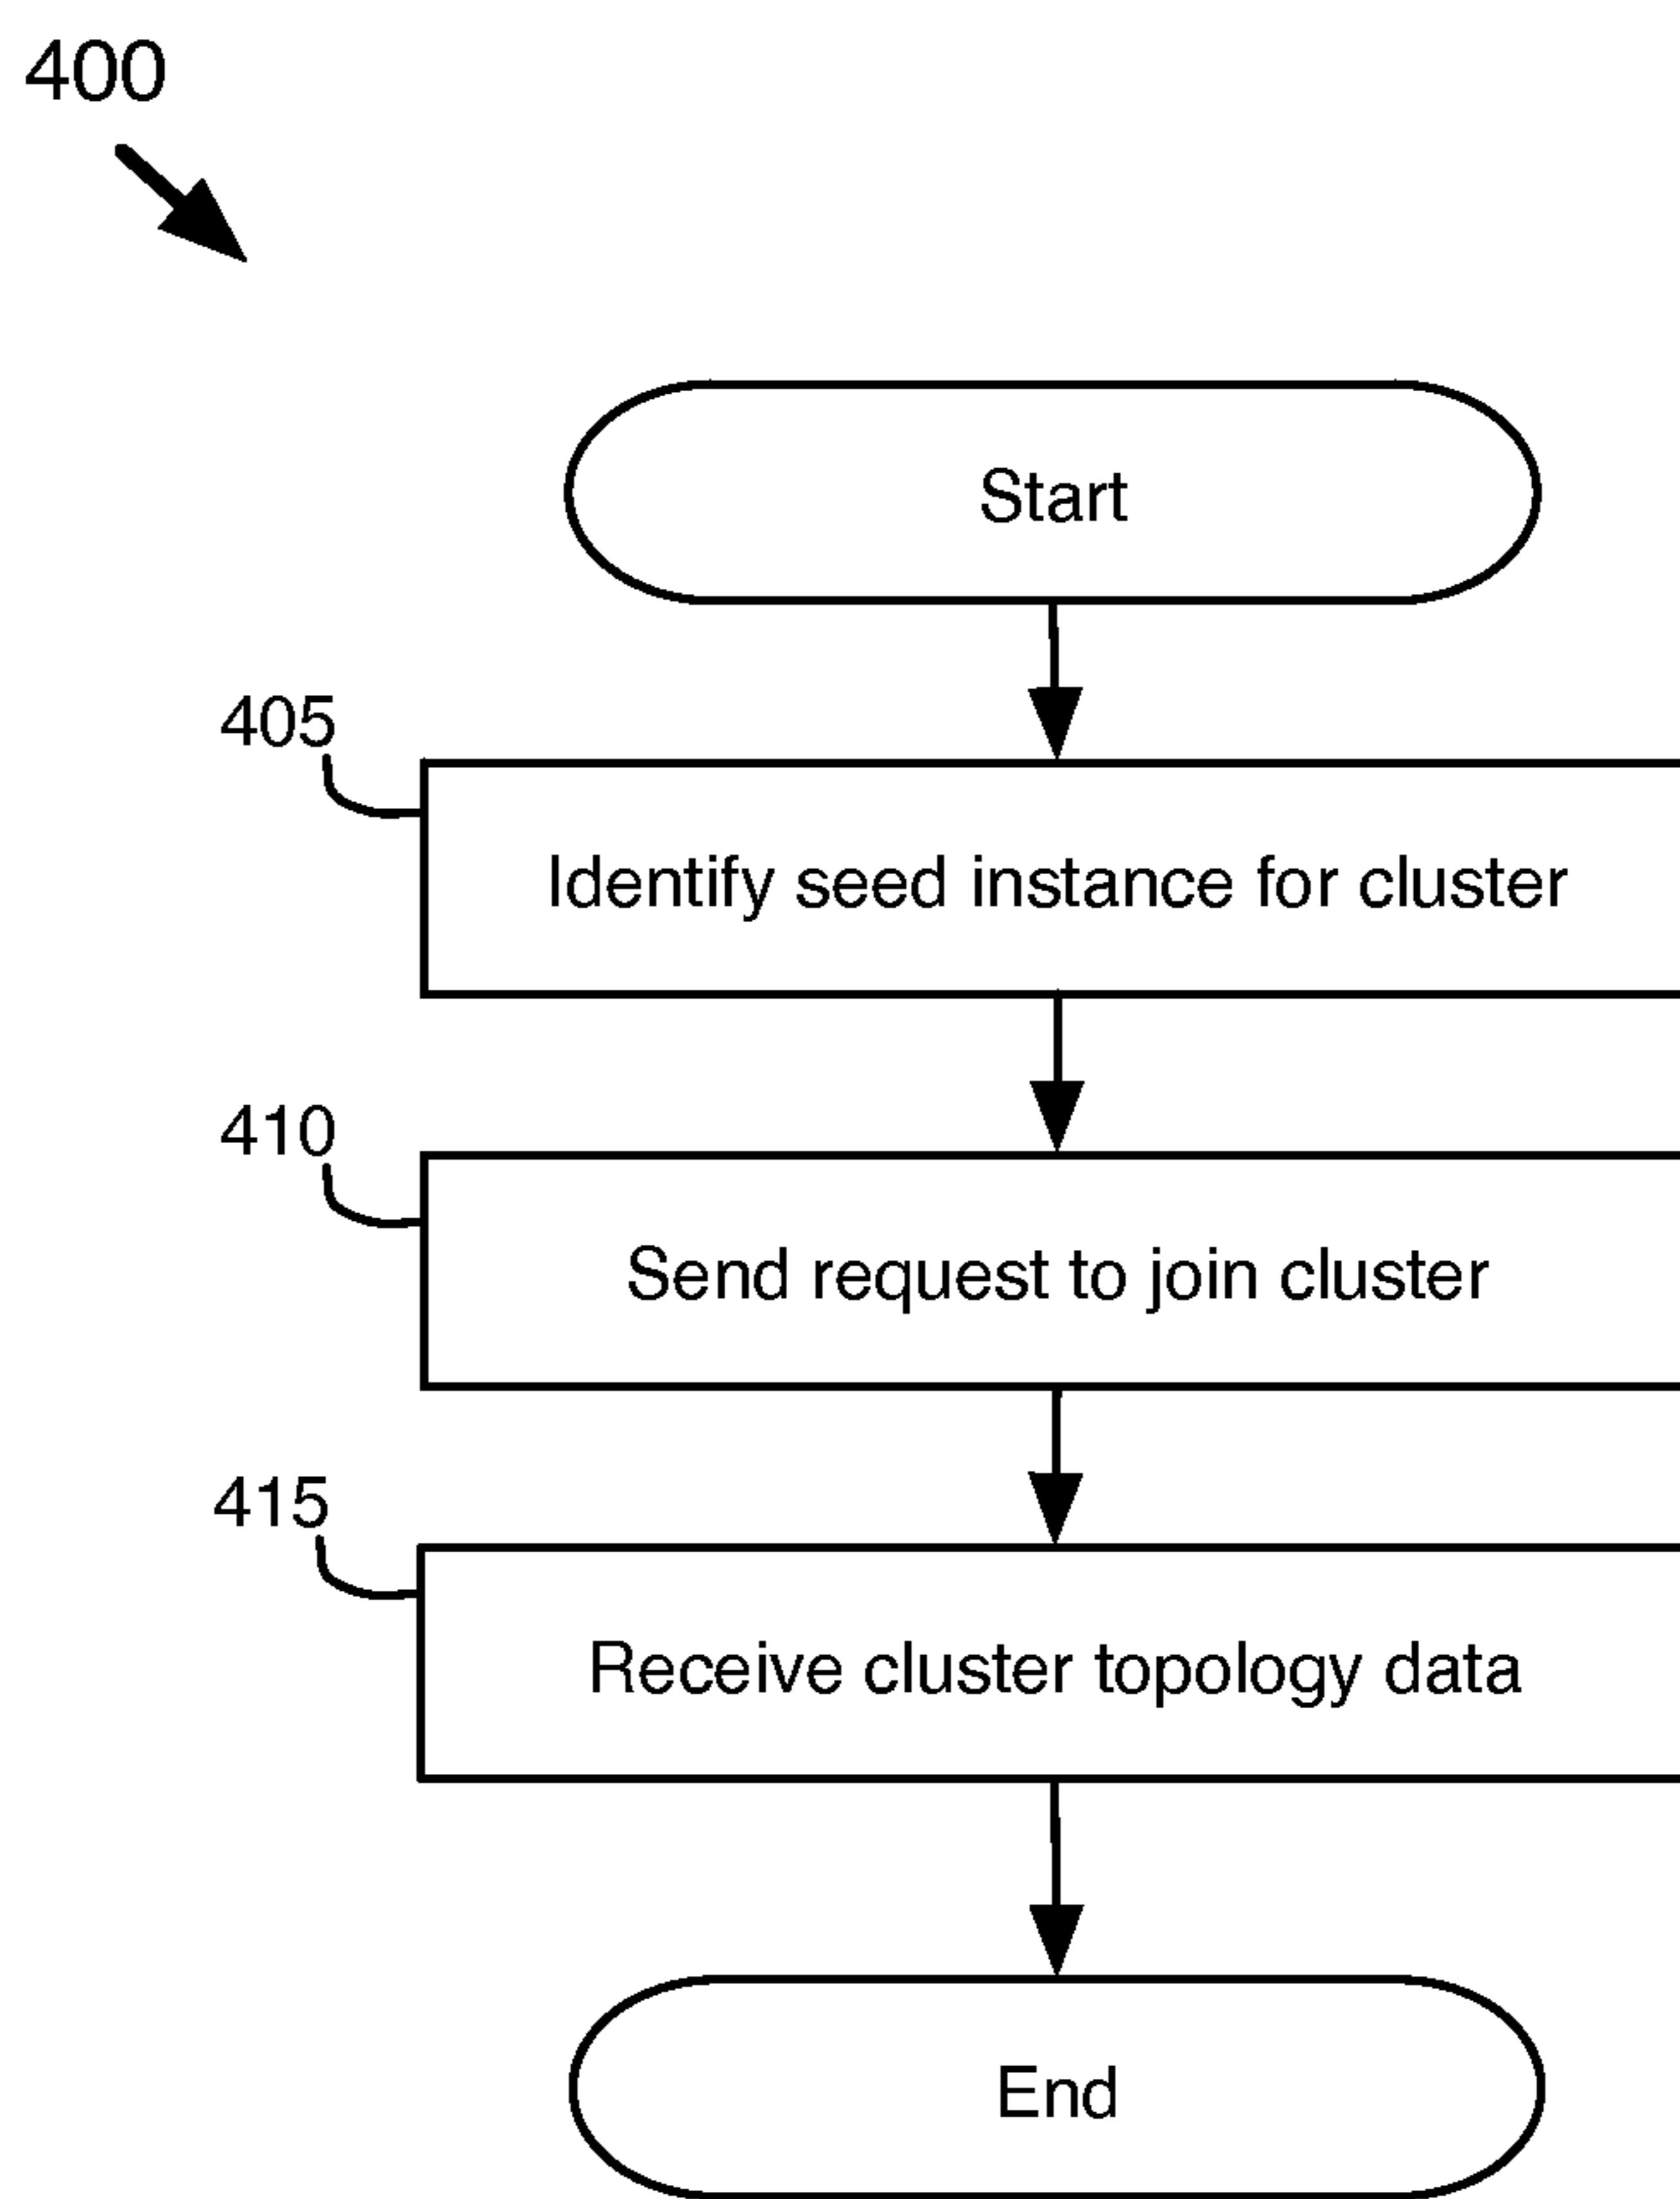 400
Start
405
Identify seed instance for cluster
410
Send request to join cluster
415
Receive cluster topology data
End